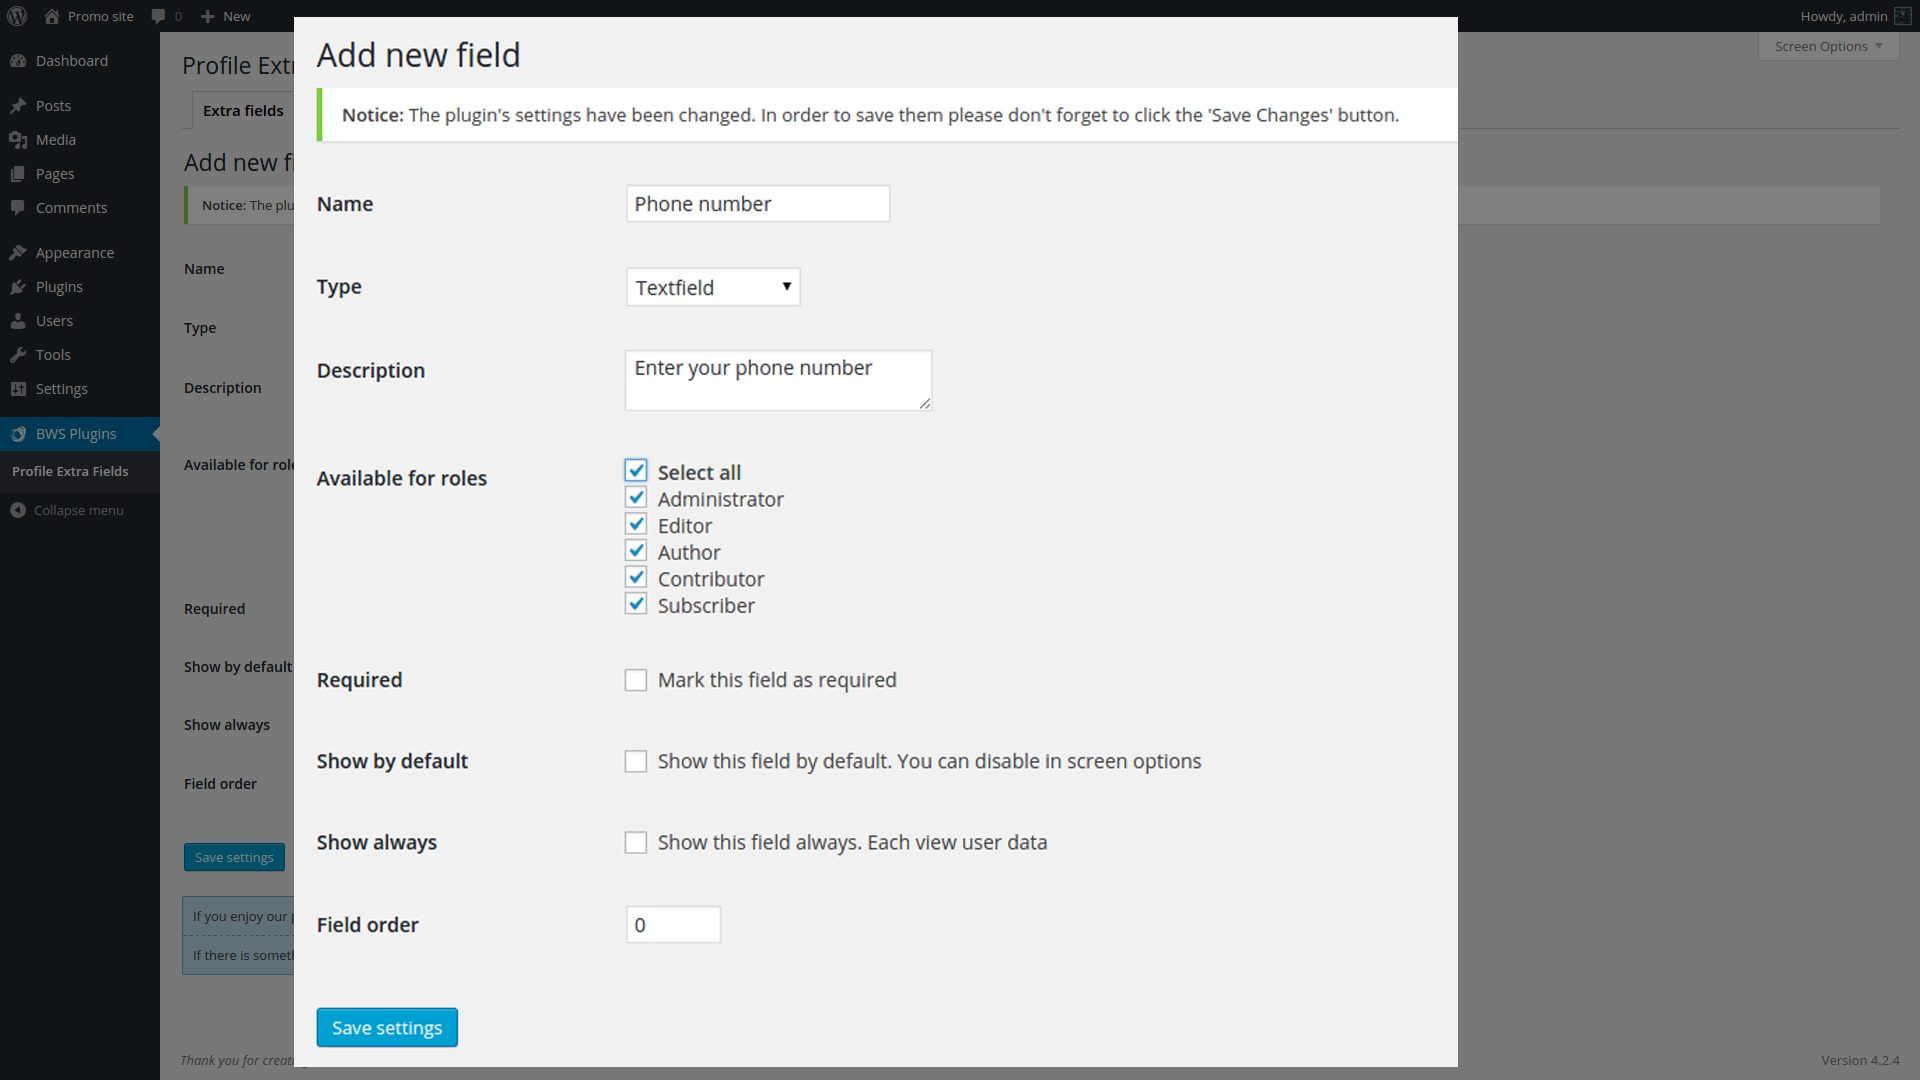 Promo site
0
New
Howdy, admin
Dashboard
Posts
Media
Pages
Comments
Appearance
Plugins
Users
Tools
Settings
BWS Plugins
Profile Extra Fields
Collapse menu
Screen Options
Profile
Extra fields
Add new
Notice: The
Name
Type
Description
Available for
Required
Show by default
Show always
Field order
Save settings
If you enjoy our
If there is
Thank you for
Version 4.2.4
Add new field
Notice: The plugin's settings have been changed. In order to save them please don't forget to click the 'Save Changes' button.
Name
Phone number
Type
Textfield
Description
Enter your phone number
Available for roles
Select all
Administrator
Editor
Author
Contributor
Subscriber
Required
Mark this field as required
Show by default
Show this field by default. You can disable in screen options
Show always
Show this field always. Each view user data
Field order
0
Save settings